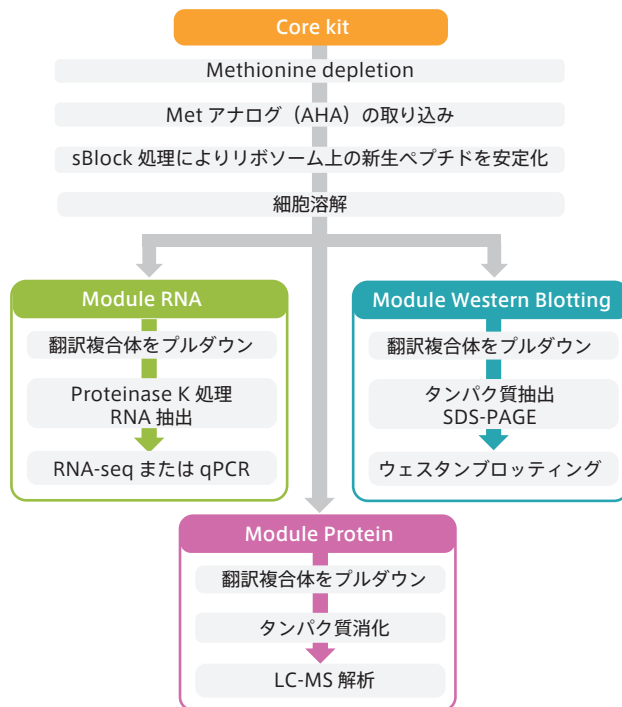 Core kit
Methionine depletion
Met アナログ（AHA）の取り込み
sBlock 処理によりリボソーム上の新生ペプチドを安定化
細胞溶解
Module RNA
翻訳複合体をプルダウン
Proteinase K 処理
RNA 抽出
RNA-seq または qPCR
Module Western Blotting
翻訳複合体をプルダウン
タンパク質抽出
SDS-PAGE
ウェスタンブロッティング
Module Protein
翻訳複合体をプルダウン
タンパク質消化
LC-MS 解析